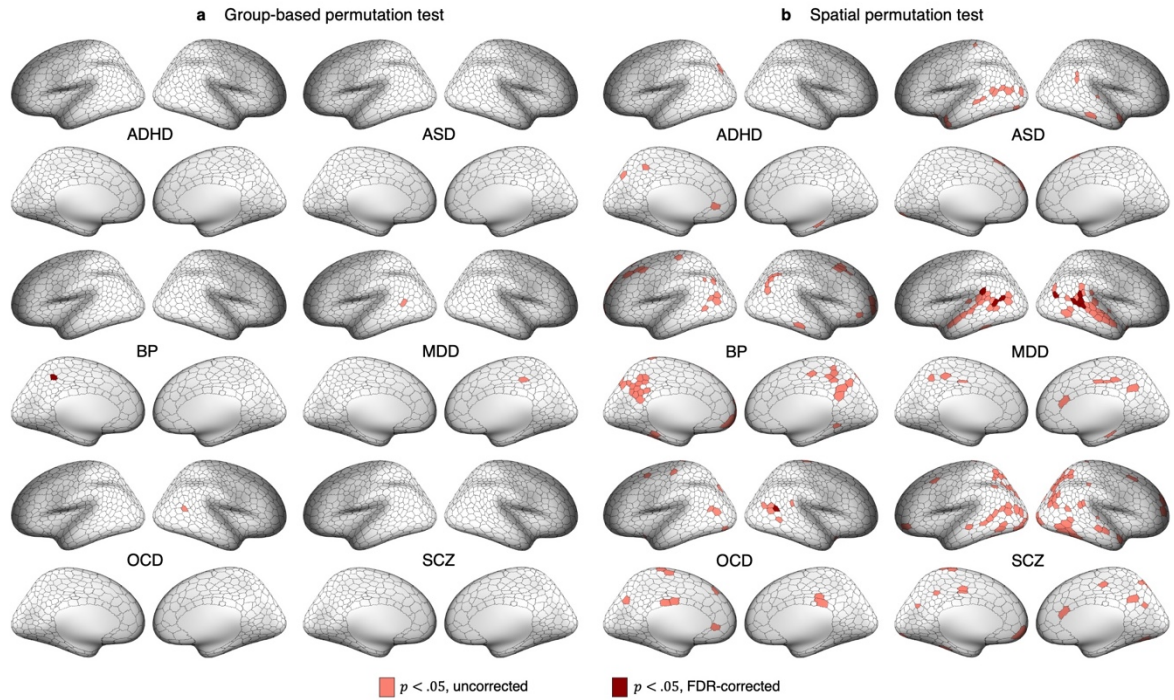 a Group-based permutation test
b Spatial permutation test
ADHD ASD ADHD ASD
BP MDD BP MDD
OCD SCZ OCD SCZ
p < .05, uncorrected p < .05, FDR-corrected